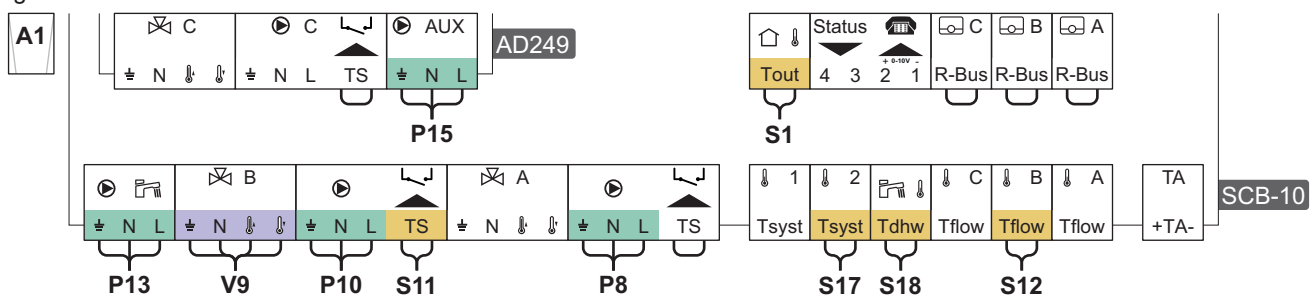 A1
C
C
AUX
AD249
Status
C
B
A
+ 0-10V -
N
N L TS
N L
Tout
4 3 2 1
R-Bus
R-Bus
R-Bus
P15
S1
B
A
1
2
C
B
A
TA
SCB-10
N L
N
N L
TS
N
N L
TS
Tsyst
Tsyst
Tdhw
Tflow
Tflow
Tflow
+TA-
P13
V9
P10
S11
P8
S17
S18
S12